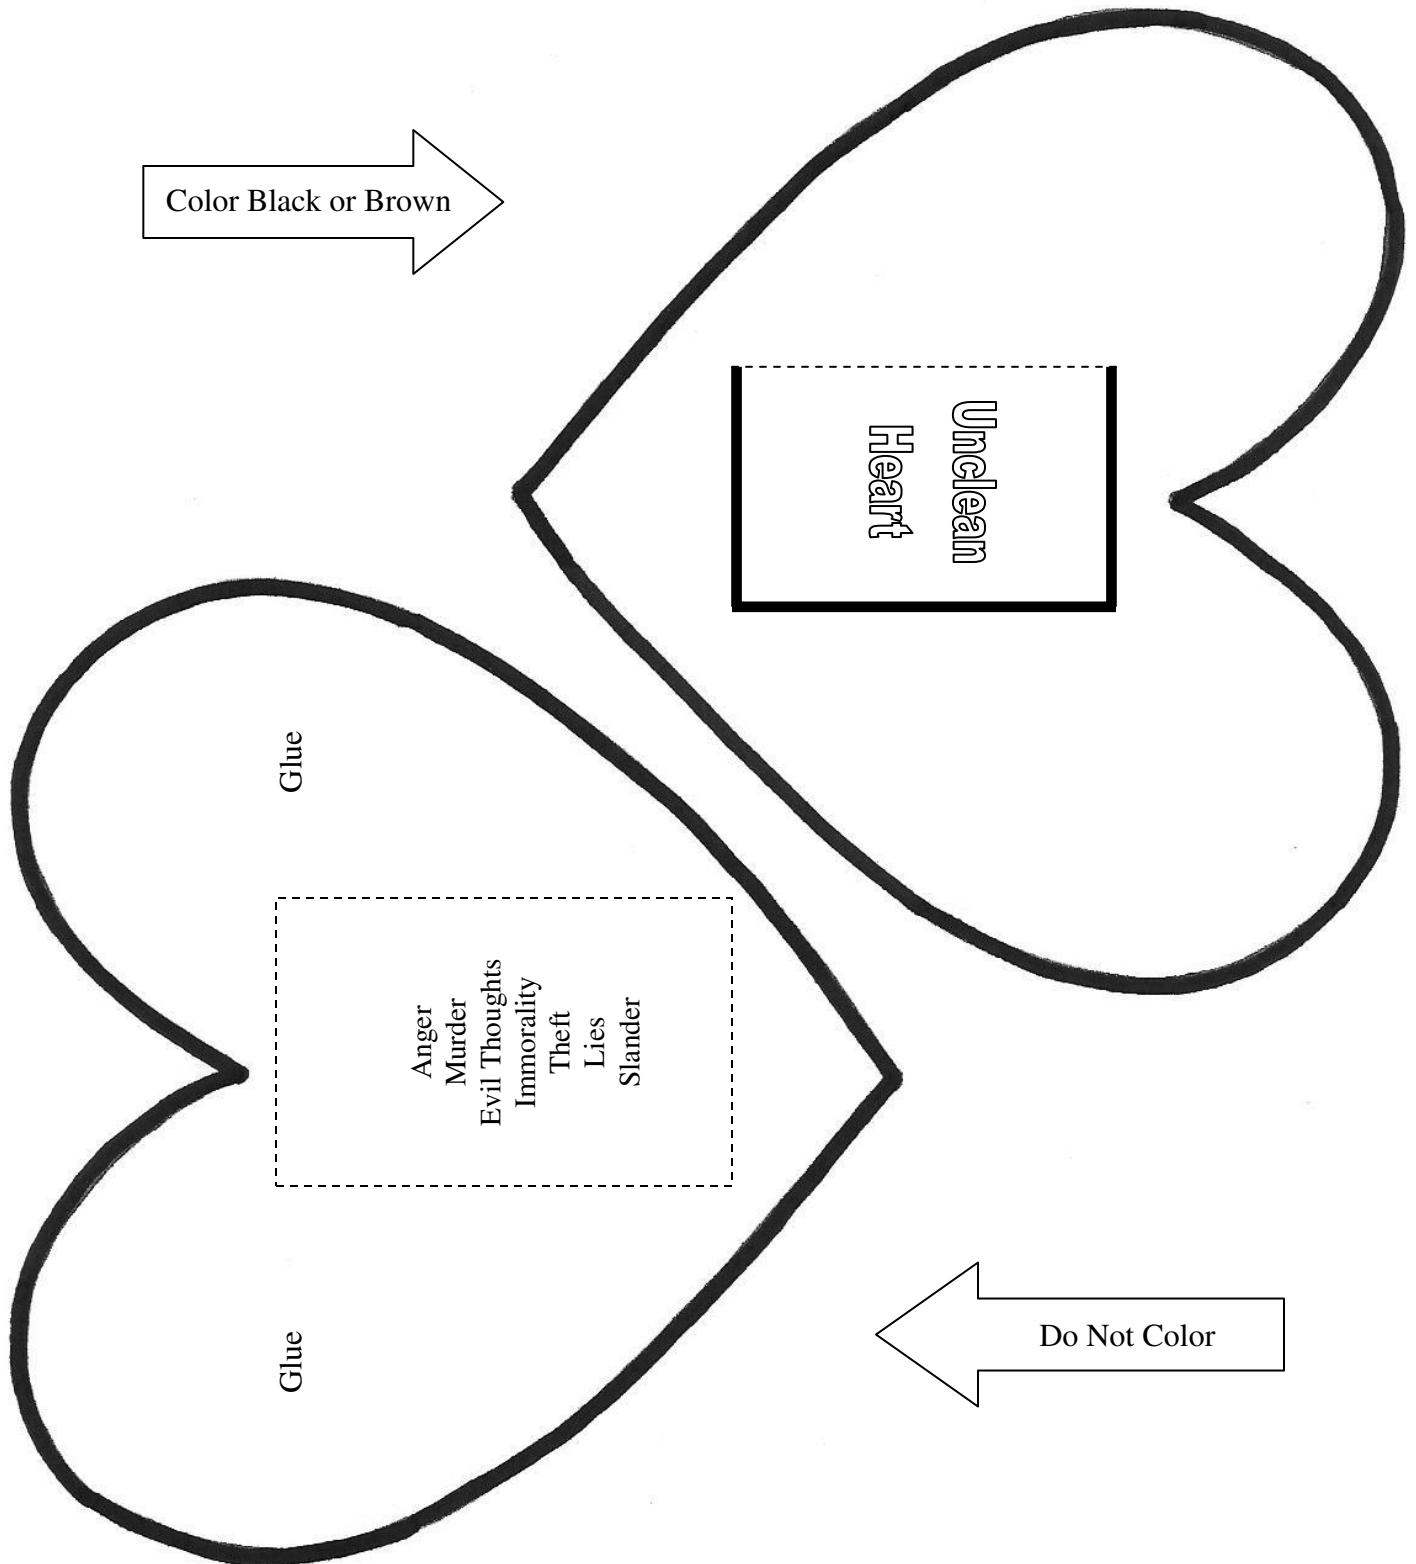 Color Black or Brown
Unclean
Heart
Glue
Anger
Murder
Evil Thoughts
Immorality
Theft
Lies
Slander
Glue
Do Not Color